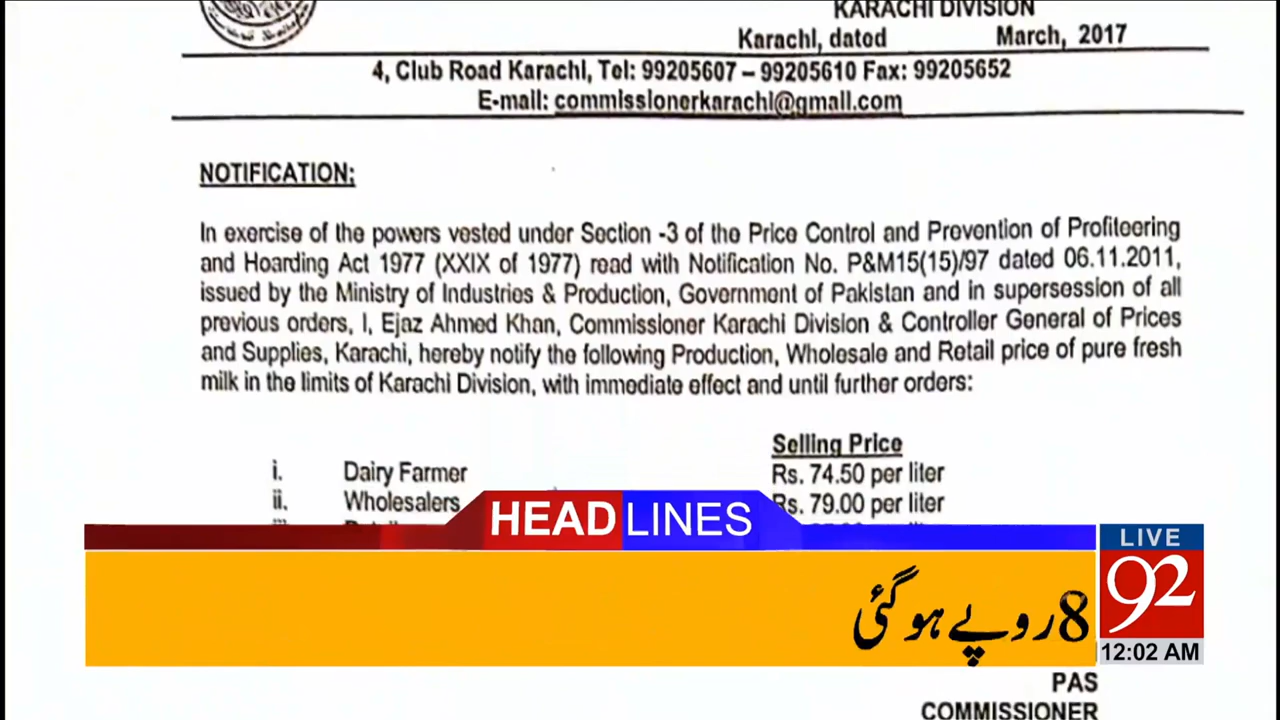 KARACHI DIVISION
Karachi, dated March, 2017
4, Club Road Karachi, Tel: 99205607 – 99205610 Fax: 99205652
E-mail: commissionerkarachi@gmail.com
NOTIFICATION:
In exercise of the powers vested under Section -3 of the Price Control and Prevention of Profiteering
and Hoarding Act 1977 (XXIX of 1977) read with Notification No. P&M15(15)/97 dated 06.11.2011,
issued by the Ministry of Industries & Production, Government of Pakistan and in supersession of all
previous orders, I, Ejaz Ahmed Khan, Commissioner Karachi Division & Controller General of Prices
and Supplies, Karachi, hereby notify the following Production, Wholesale and Retail price of pure fresh
milk in the limits of Karachi Division, with immediate effect and until further orders:
Selling Price
i. Dairy Farmer Rs. 74.50 per liter
ii. Wholesalers Rs. 79.00 per liter
HEADLINES
8 روپے ہوگئی
LIVE
92
12:02 AM
PAS
COMMISSIONER